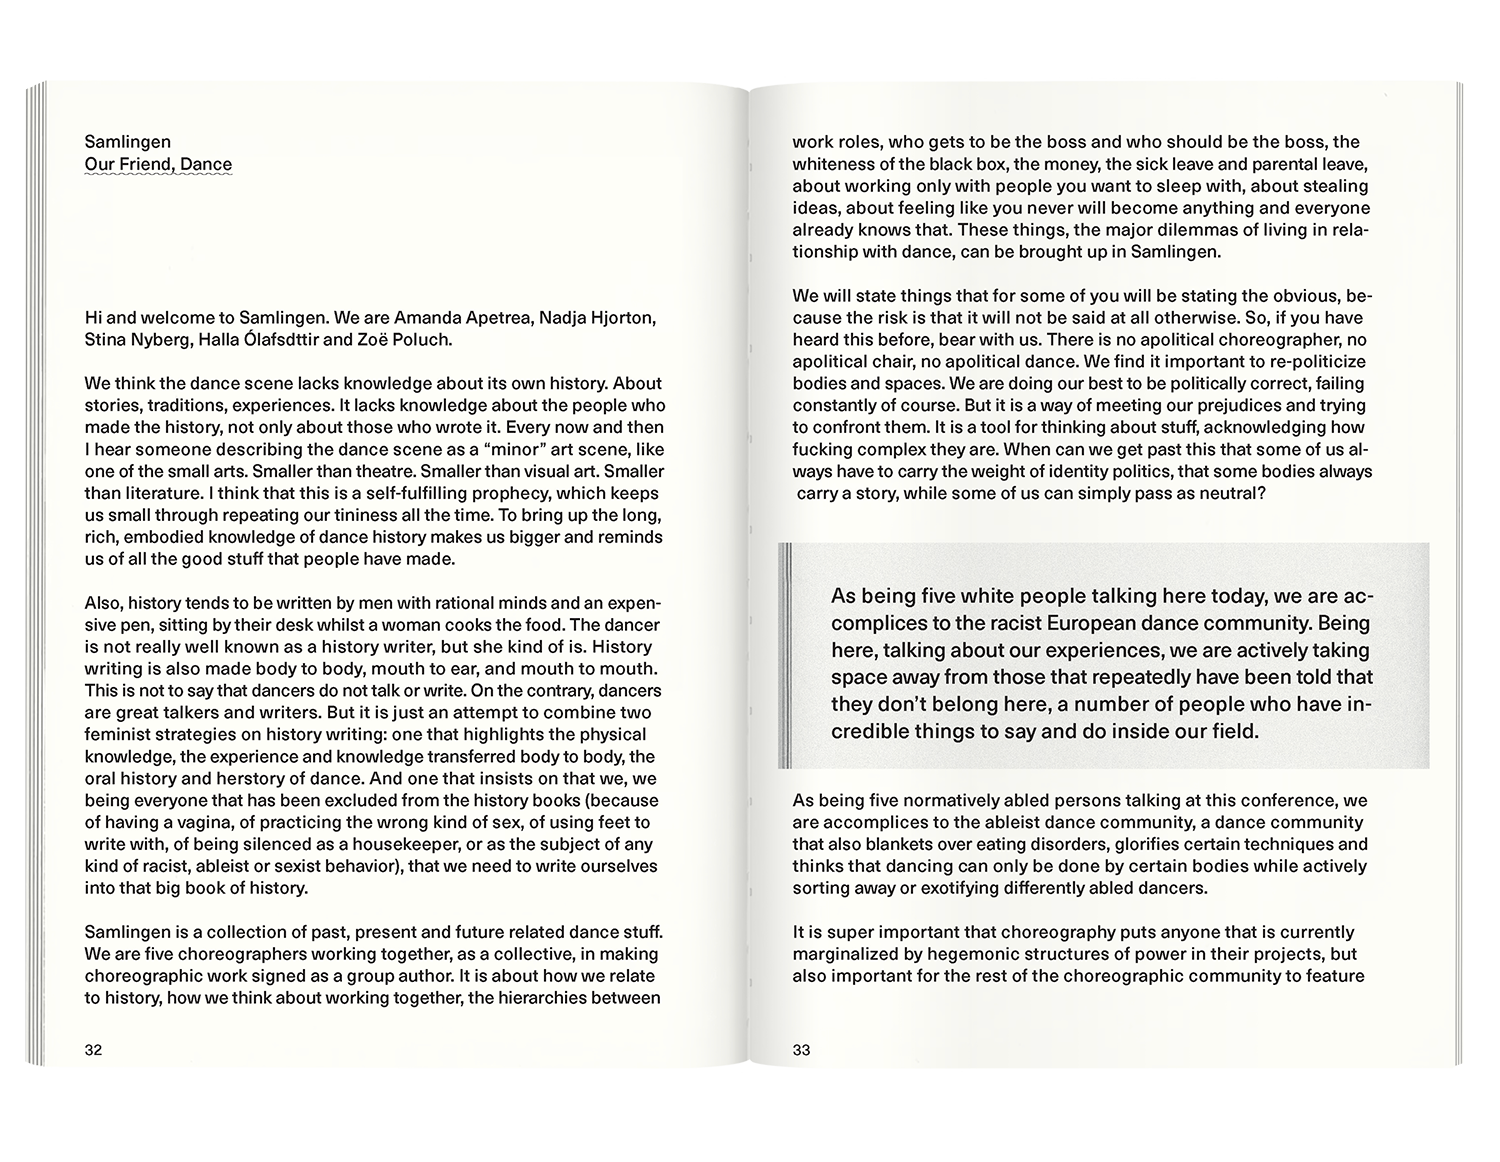 Samlingen
Our Friend, Dance
Hi and welcome to Samlingen. We are Amanda Apetrea, Nadja Hjorton,
Stina Nyberg, Halla Ólafsdttir and Zoë Poluch.
We think the dance scene lacks knowledge about its own history. About
stories, traditions, experiences. It lacks knowledge about the people who
made the history, not only about those who wrote it. Every now and then
I hear someone describing the dance scene as a “minor” art scene, like
one of the small arts. Smaller than theatre. Smaller than visual art. Smaller
than literature. I think that this is a self-fulfilling prophecy, which keeps
us small through repeating our tininess all the time. To bring up the long,
rich, embodied knowledge of dance history makes us bigger and reminds
us of all the good stuff that people have made.
Also, history tends to be written by men with rational minds and an expen-
sive pen, sitting by their desk whilst a woman cooks the food. The dancer
is not really well known as a history writer, but she kind of is. History
writing is also made body to body, mouth to ear, and mouth to mouth.
This is not to say that dancers do not talk or write. On the contrary, dancers
are great talkers and writers. But it is just an attempt to combine two
feminist strategies on history writing: one that highlights the physical
knowledge, the experience and knowledge transferred body to body, the
oral history and herstory of dance. And one that insists on that we, we
being everyone that has been excluded from the history books (because
of having a vagina, of practicing the wrong kind of sex, of using feet to
write with, of being silenced as a housekeeper, or as the subject of any
kind of racist, ableist or sexist behavior), that we need to write ourselves
into that big book of history.
Samlingen is a collection of past, present and future related dance stuff.
We are five choreographers working together, as a collective, in making
choreographic work signed as a group author. It is about how we relate
to history, how we think about working together, the hierarchies between
32
work roles, who gets to be the boss and who should be the boss, the
whiteness of the black box, the money, the sick leave and parental leave,
about working only with people you want to sleep with, about stealing
ideas, about feeling like you never will become anything and everyone
already knows that. These things, the major dilemmas of living in rela-
tionship with dance, can be brought up in Samlingen.
We will state things that for some of you will be stating the obvious, be-
cause the risk is that it will not be said at all otherwise. So, if you have
heard this before, bear with us. There is no apolitical choreographer, no
apolitical chair, no apolitical dance. We find it important to re-politicize
bodies and spaces. We are doing our best to be politically correct, failing
constantly of course. But it is a way of meeting our prejudices and trying
to confront them. It is a tool for thinking about stuff, acknowledging how
fucking complex they are. When can we get past this that some of us al-
ways have to carry the weight of identity politics, that some bodies always
carry a story, while some of us can simply pass as neutral?
As being five white people talking here today, we are ac-
complices to the racist European dance community. Being
here, talking about our experiences, we are actively taking
space away from those that repeatedly have been told that
they don’t belong here, a number of people who have in-
credible things to say and do inside our field.
As being five normatively abled persons talking at this conference, we
are accomplices to the ableist dance community, a dance community
that also blankets over eating disorders, glorifies certain techniques and
thinks that dancing can only be done by certain bodies while actively
sorting away or exotifying differently abled dancers.
It is super important that choreography puts anyone that is currently
marginalized by hegemonic structures of power in their projects, but
also important for the rest of the choreographic community to feature
33